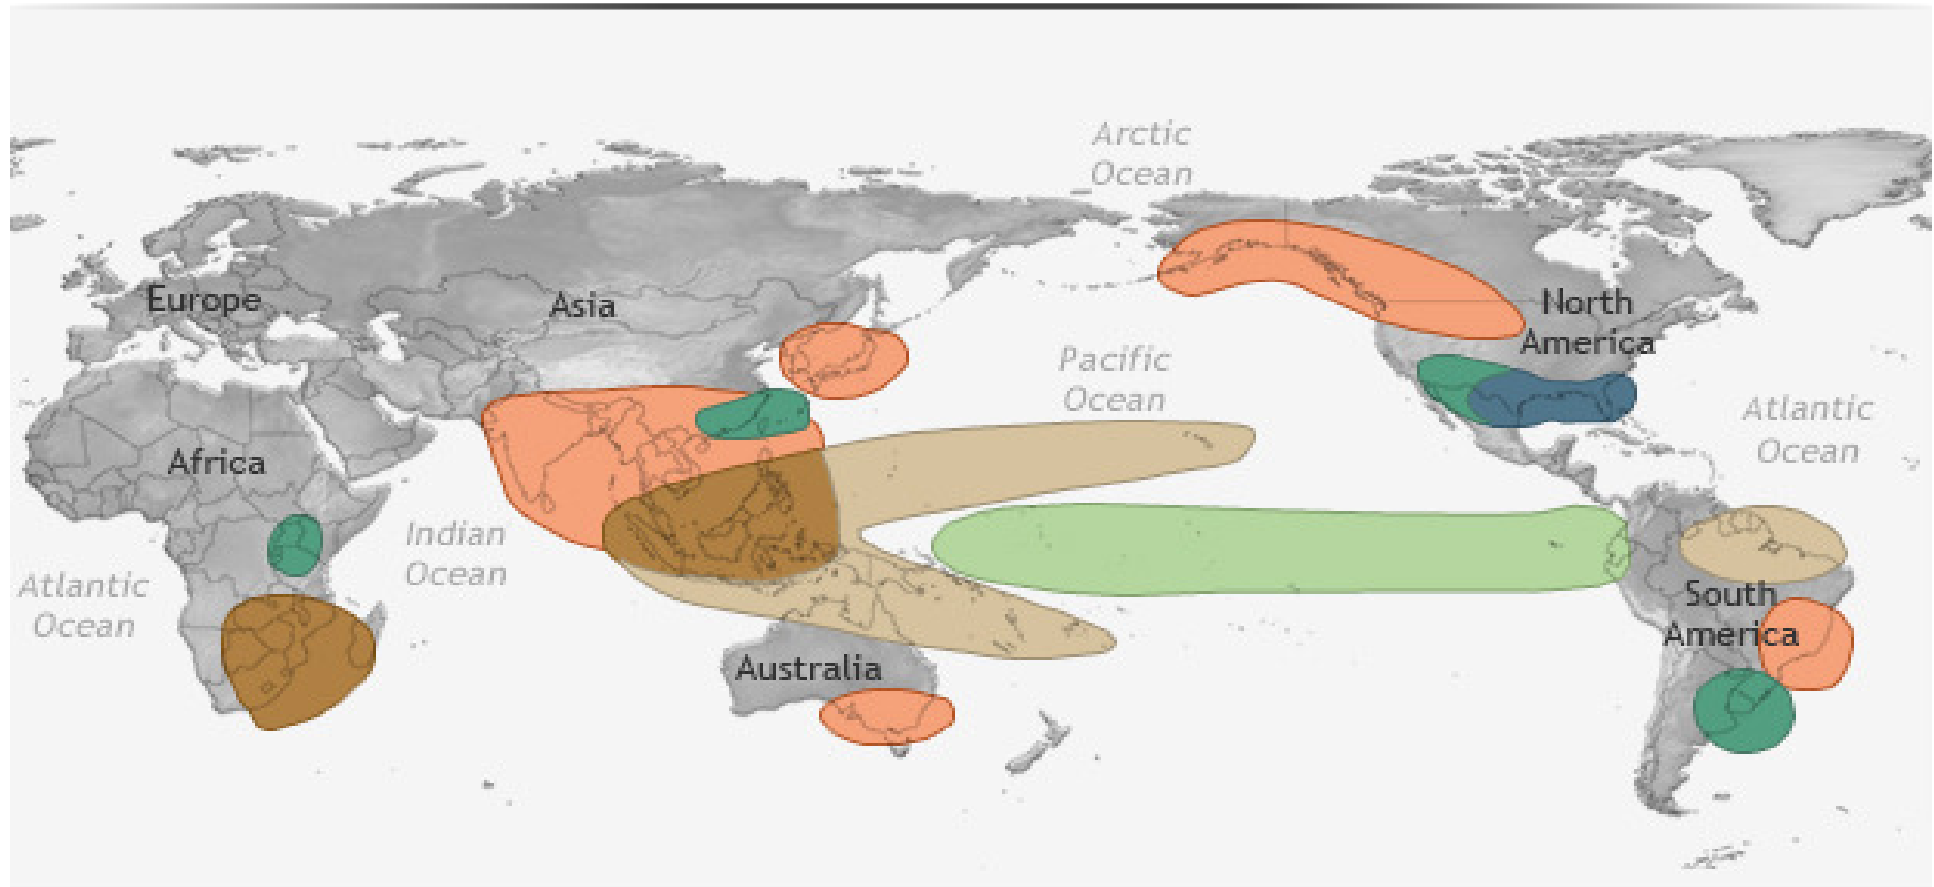 Arctic
Ocean
Europe
Asia
North
America
Pacific
Ocean
Atlantic
Ocean
Africa
Indian
Ocean
Atlantic
Ocean
South
America
Australia